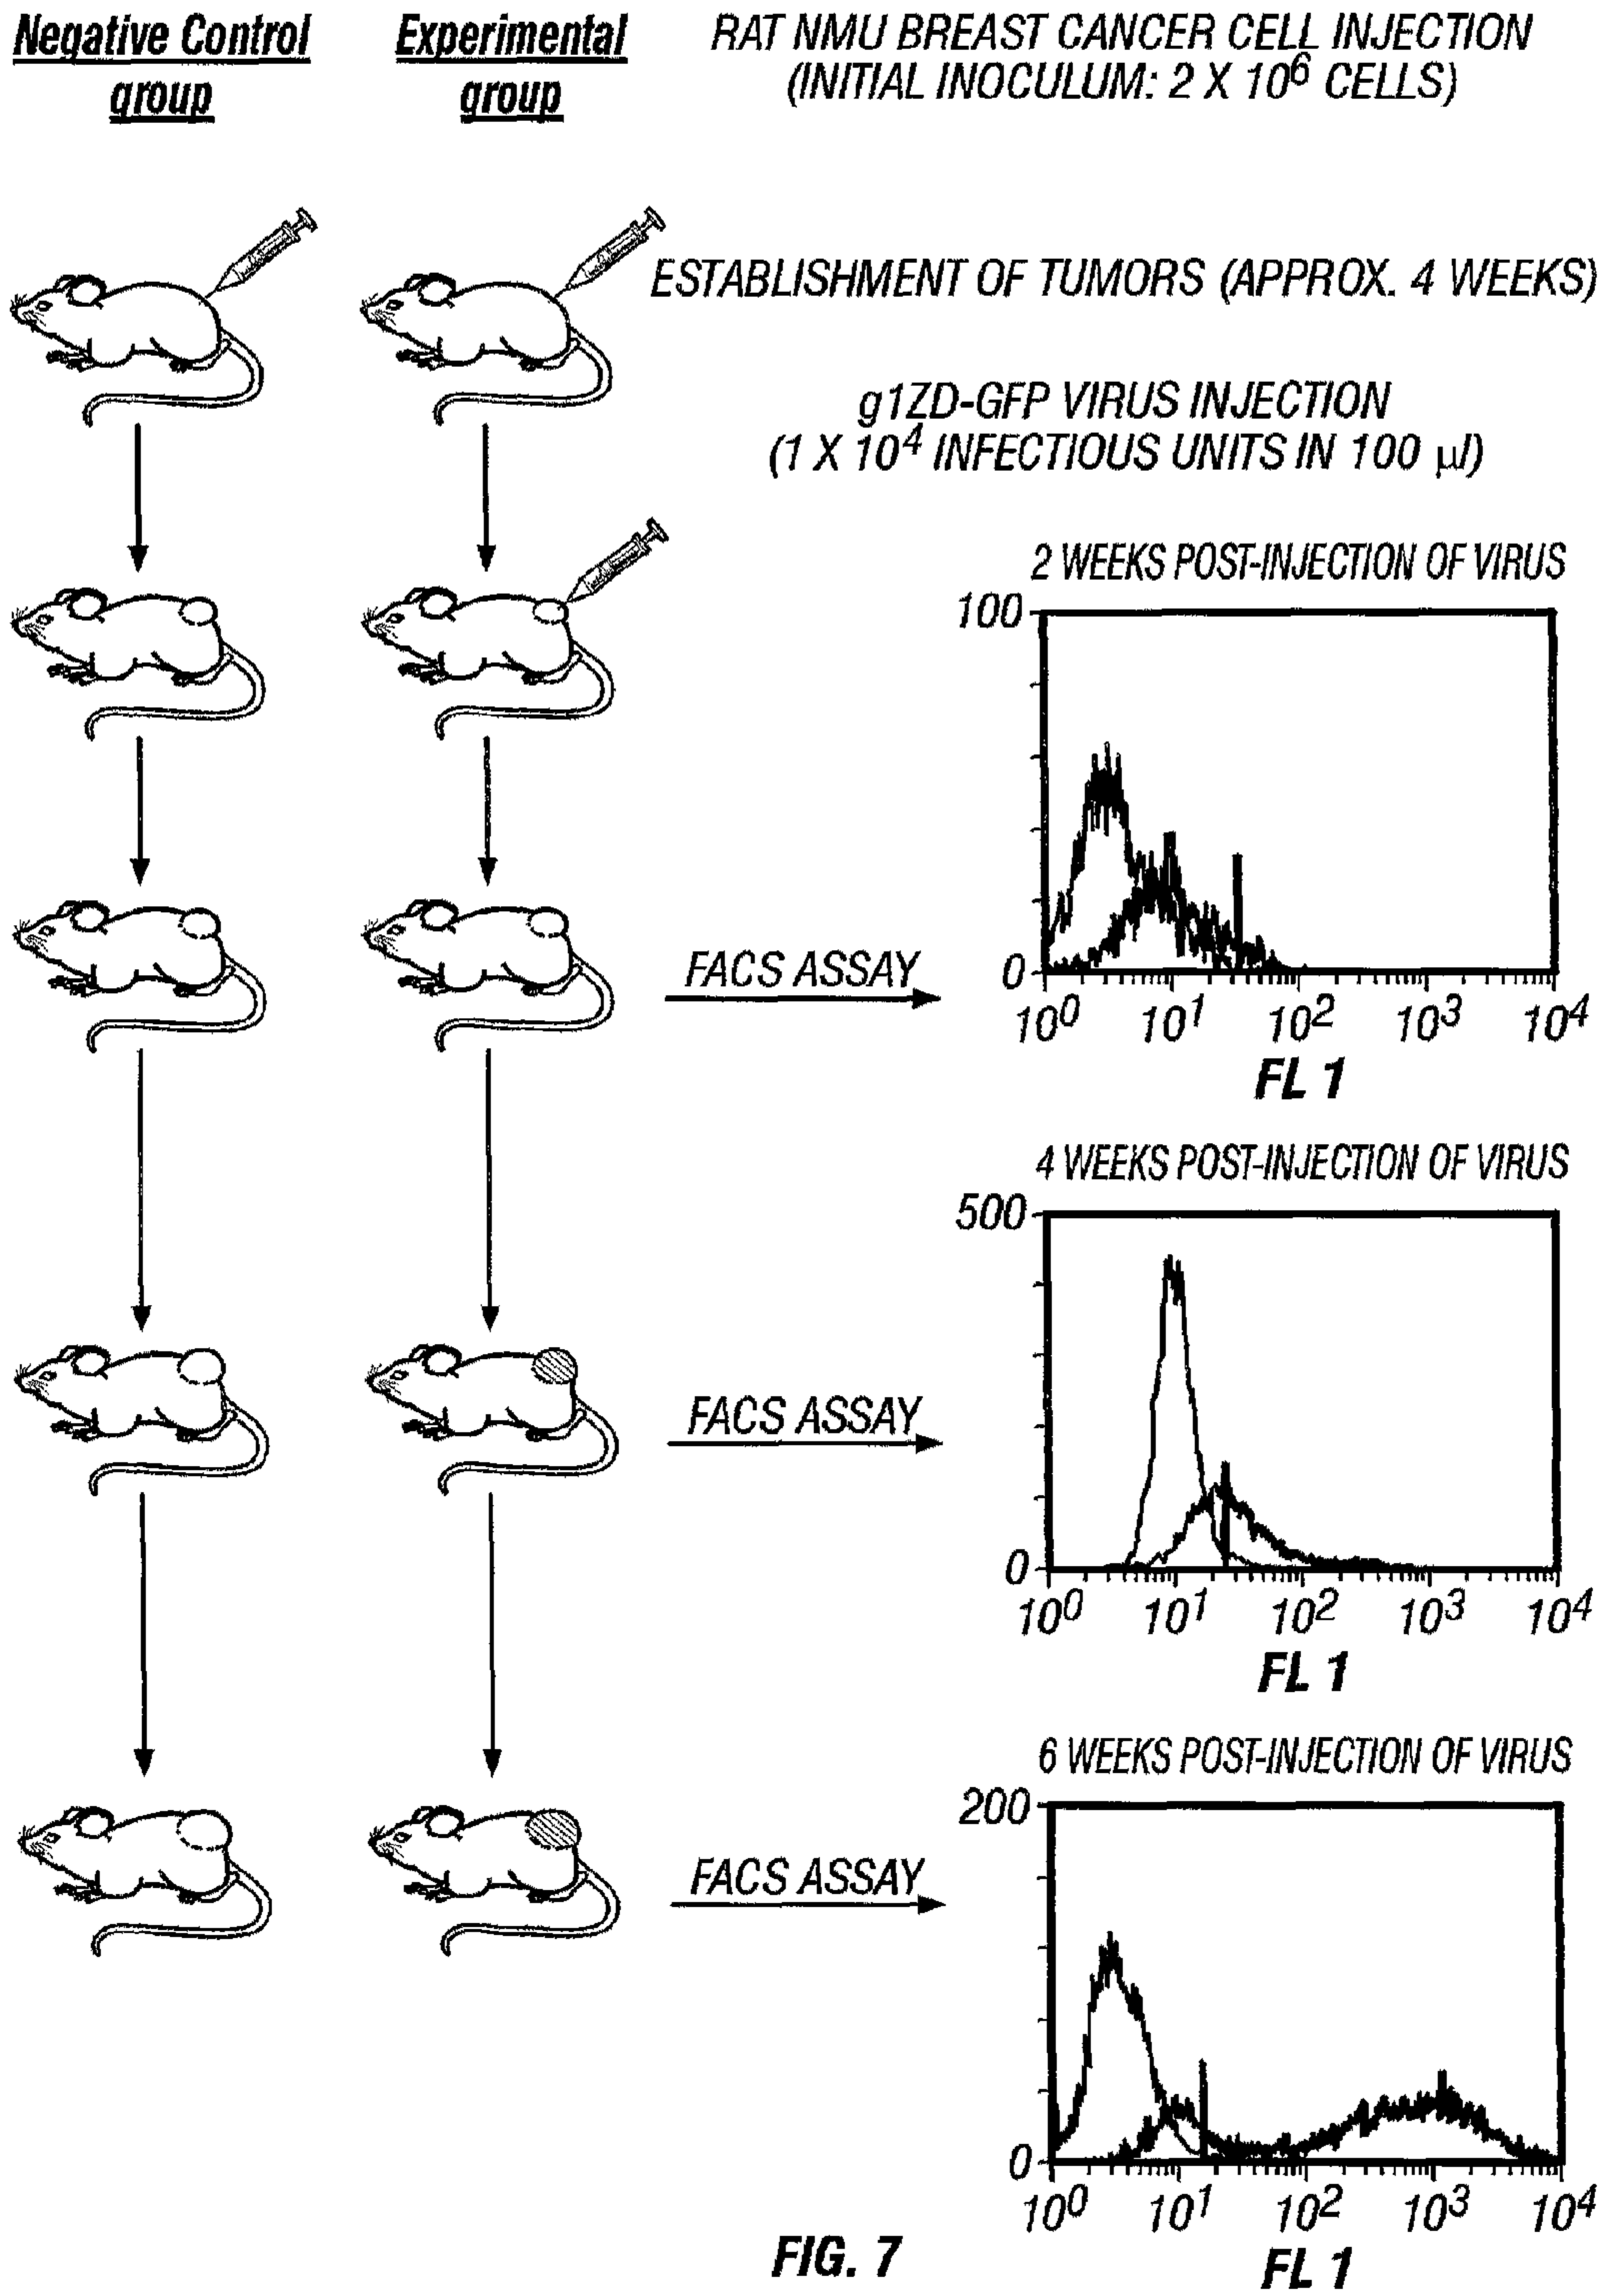 Negative Control
group
Experimental
group
RAT NMU BREAST CANCER CELL INJECTION
(INITIAL INOCULUM: 2 X 10⁶ CELLS)
ESTABLISHMENT OF TUMORS (APPROX. 4 WEEKS)
g1ZD-GFP VIRUS INJECTION
(1 X 10⁴ INFECTIOUS UNITS IN 100 µl)
2 WEEKS POST-INJECTION OF VIRUS
100
FACS ASSAY
0
10⁰ 10¹ 10² 10³ 10⁴
FL 1
4 WEEKS POST-INJECTION OF VIRUS
500
FACS ASSAY
0
10⁰ 10¹ 10² 10³ 10⁴
FL 1
6 WEEKS POST-INJECTION OF VIRUS
200
FACS ASSAY
0
10⁰ 10¹ 10² 10³ 10⁴
FL 1
FIG. 7